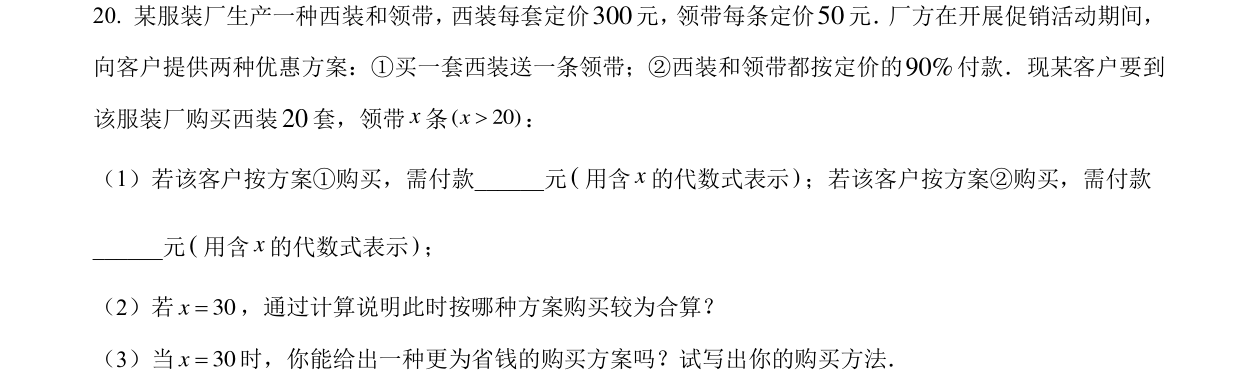 20. 某服装厂生产一种西装和领带，西装每套定价300元，领带每条定价50元．厂方在开展促销活动期间，
向客户提供两种优惠方案：①买一套西装送一条领带；②西装和领带都按定价的90%付款．现某客户要到
该服装厂购买西装20套，领带x条(x > 20)：
（1）若该客户按方案①购买，需付款______元(用含x的代数式表示)；若该客户按方案②购买，需付款
______元(用含x的代数式表示)；
（2）若x = 30，通过计算说明此时按哪种方案购买较为合算？
（3）当x = 30时，你能给出一种更为省钱的购买方案吗？试写出你的购买方法．